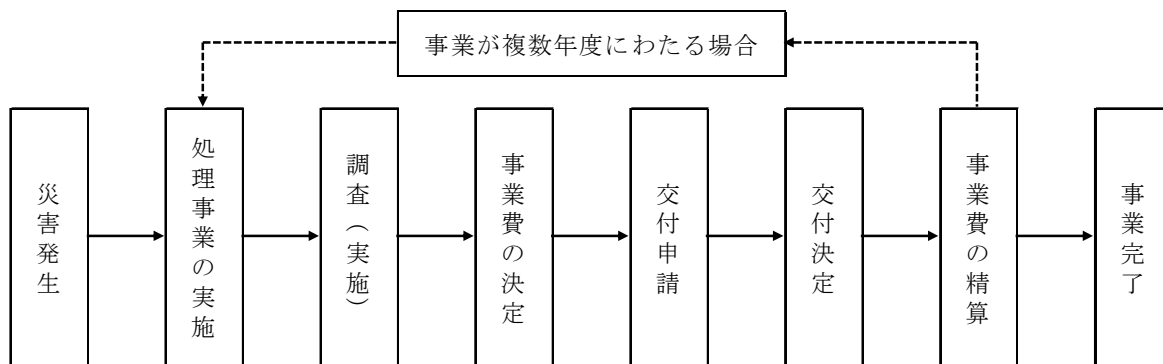 事業が複数年度にわたる場合
災害発生
処理事業の実施
調査（実施）
事業費の決定
交付申請
交付決定
事業費の精算
事業完了